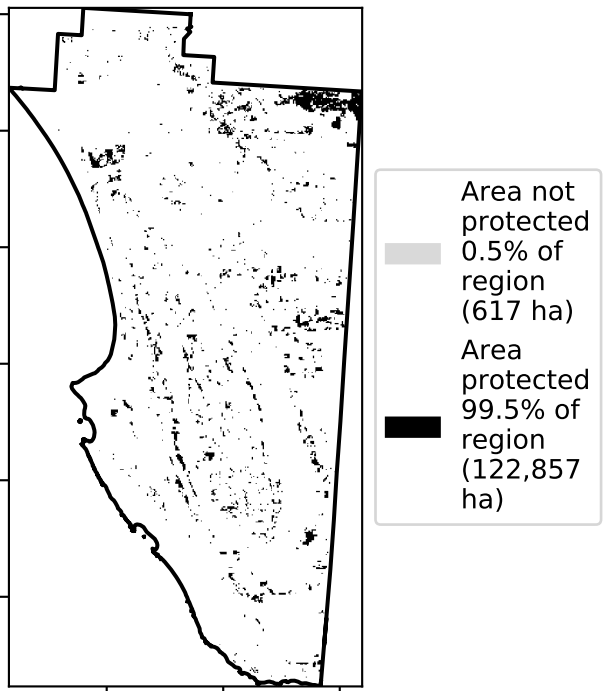 Area not
protected
0.5% of
region
(617 ha)
Area
protected
99.5% of
region
(122,857
ha)